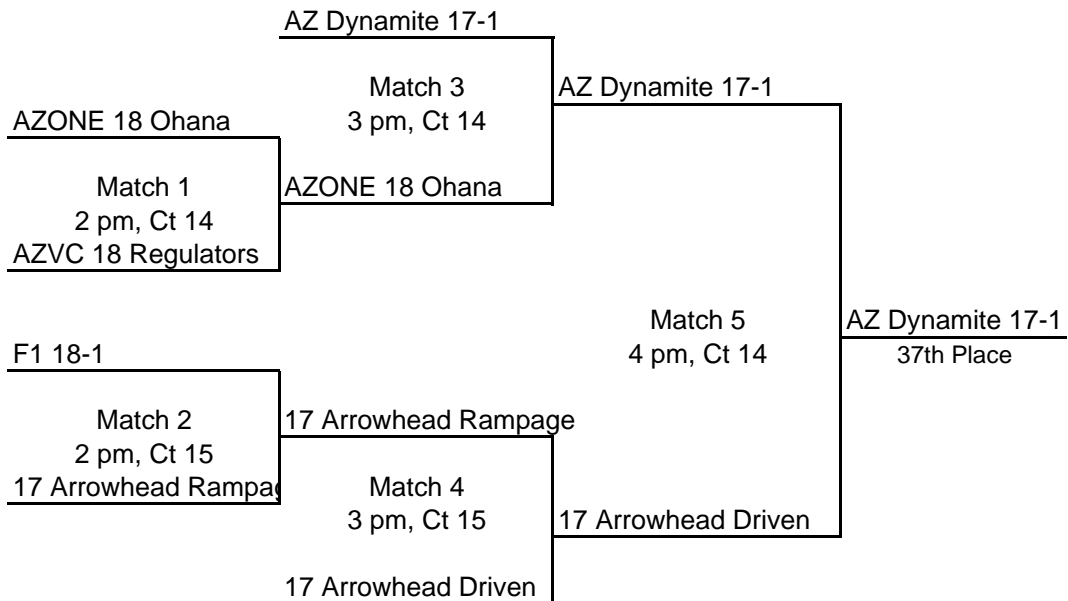 AZ Dynamite 17-1
Match 3
3 pm, Ct 14
AZ Dynamite 17-1
AZONE 18 Ohana
Match 1
2 pm, Ct 14
AZONE 18 Ohana
AZVC 18 Regulators
Match 5
4 pm, Ct 14
AZ Dynamite 17-1
37th Place
F1 18-1
Match 2
2 pm, Ct 15
17 Arrowhead Rampage
17 Arrowhead Rampag
Match 4
3 pm, Ct 15
17 Arrowhead Driven
17 Arrowhead Driven